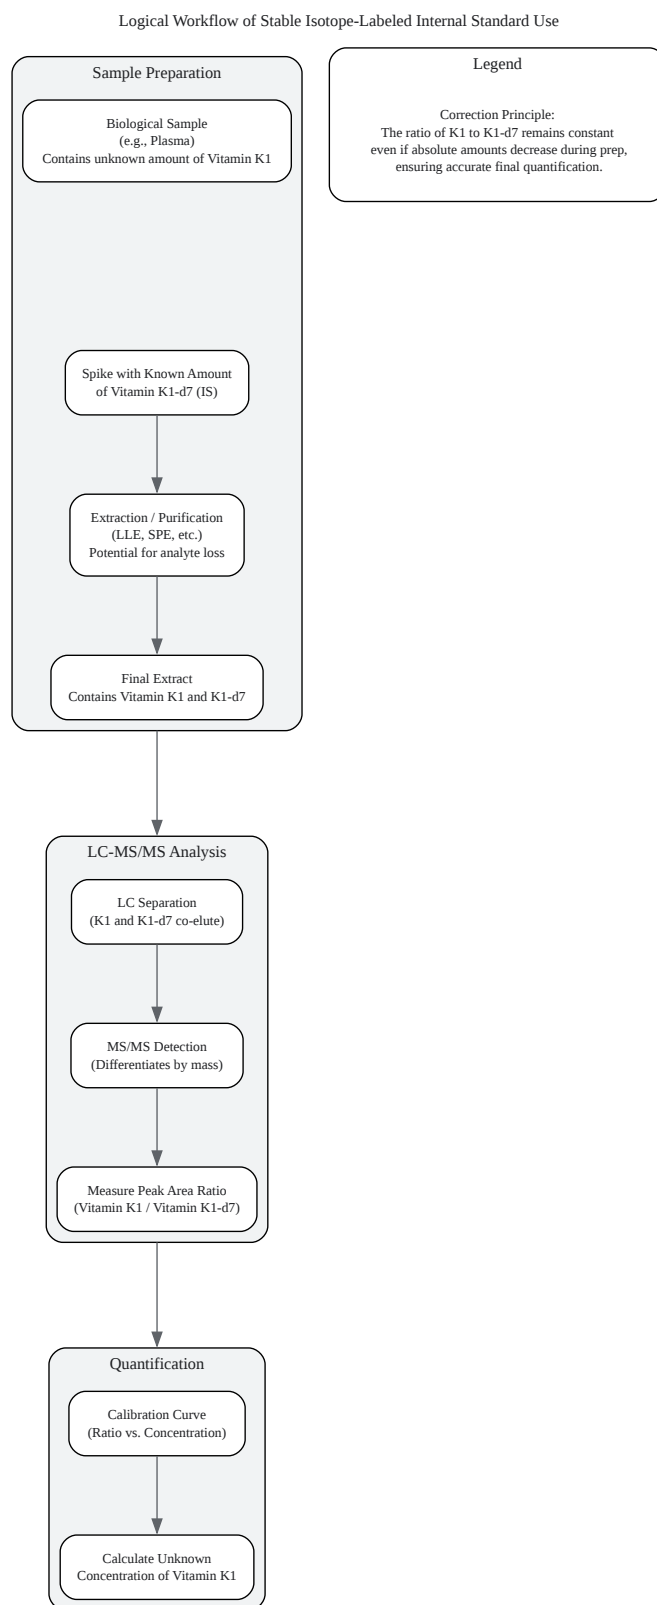 Logical Workflow of Stable Isotope-Labeled Internal Standard Use
Sample Preparation
Biological Sample
(e.g., Plasma)
Contains unknown amount of Vitamin K1
Legend
Correction Principle:
The ratio of K1 to K1-d7 remains constant
even if absolute amounts decrease during prep,
ensuring accurate final quantification.
Spike with Known Amount
of Vitamin K1-d7 (IS)
Extraction / Purification
(LLE, SPE, etc.)
Potential for analyte loss
Final Extract
Contains Vitamin K1 and K1-d7
LC-MS/MS Analysis
LC Separation
(K1 and K1-d7 co-elute)
MS/MS Detection
(Differentiates by mass)
Measure Peak Area Ratio
(Vitamin K1 / Vitamin K1-d7)
Quantification
Calibration Curve
(Ratio vs. Concentration)
Calculate Unknown
Concentration of Vitamin K1